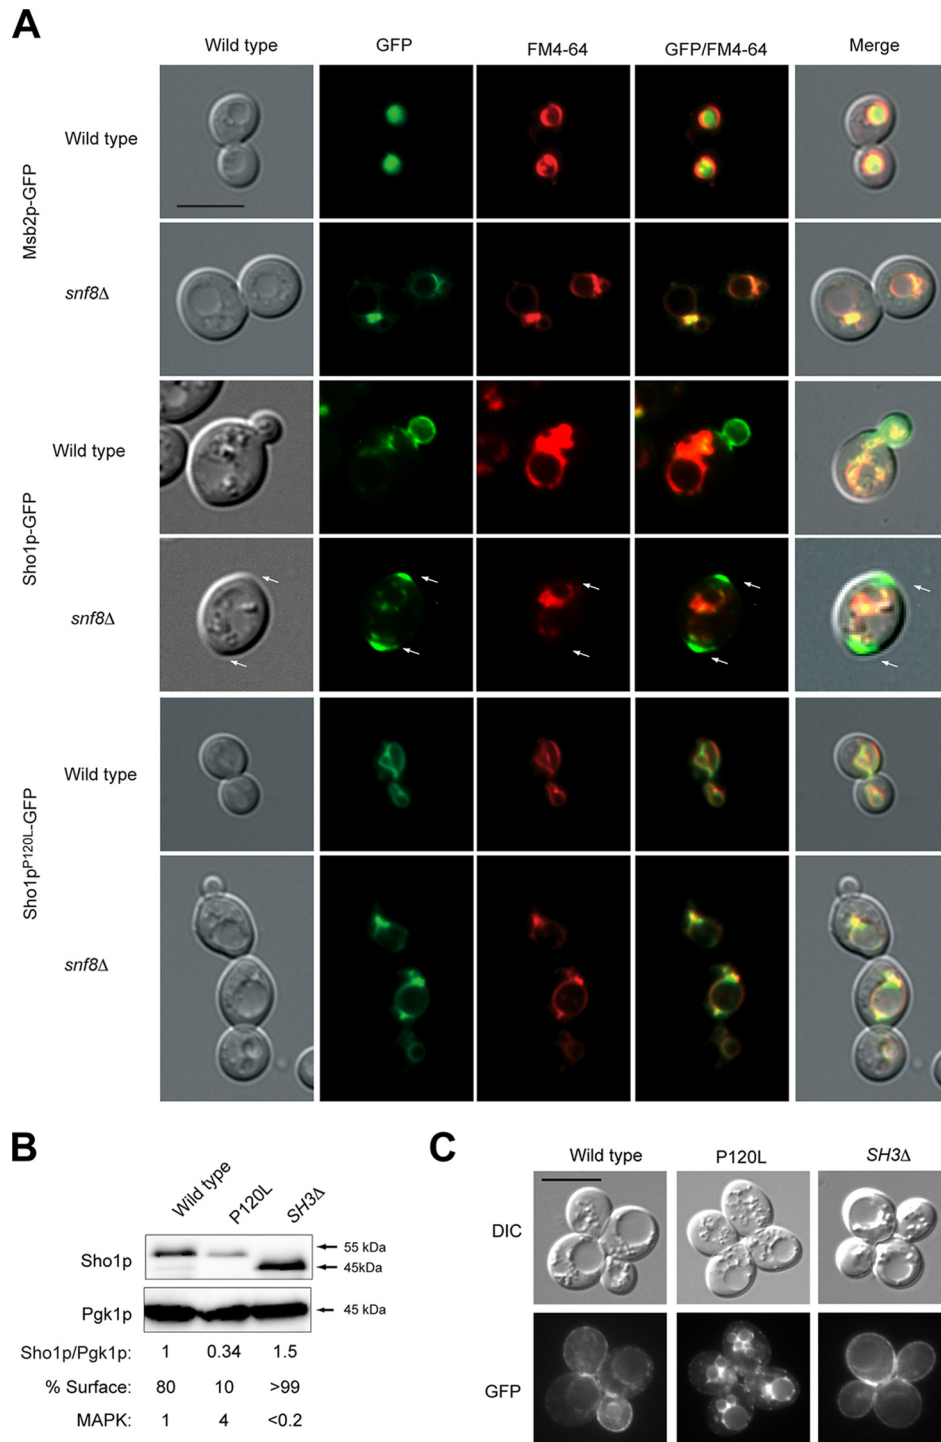 A
Wild type GFP FM4-64 GFP/FM4-64 Merge
Msb2p-GFP
Wild type
snf8Δ
Sho1p-GFP
Wild type
snf8Δ
Sho1pP120L-GFP
Wild type
snf8Δ
B
Wild type P120L SH3Δ
Sho1p 55 kDa
45kDa
Pgk1p 45 kDa
Sho1p/Pgk1p: 1 0.34 1.5
% Surface: 80 10 >99
MAPK: 1 4 <0.2
C
Wild type P120L SH3Δ
DIC
GFP